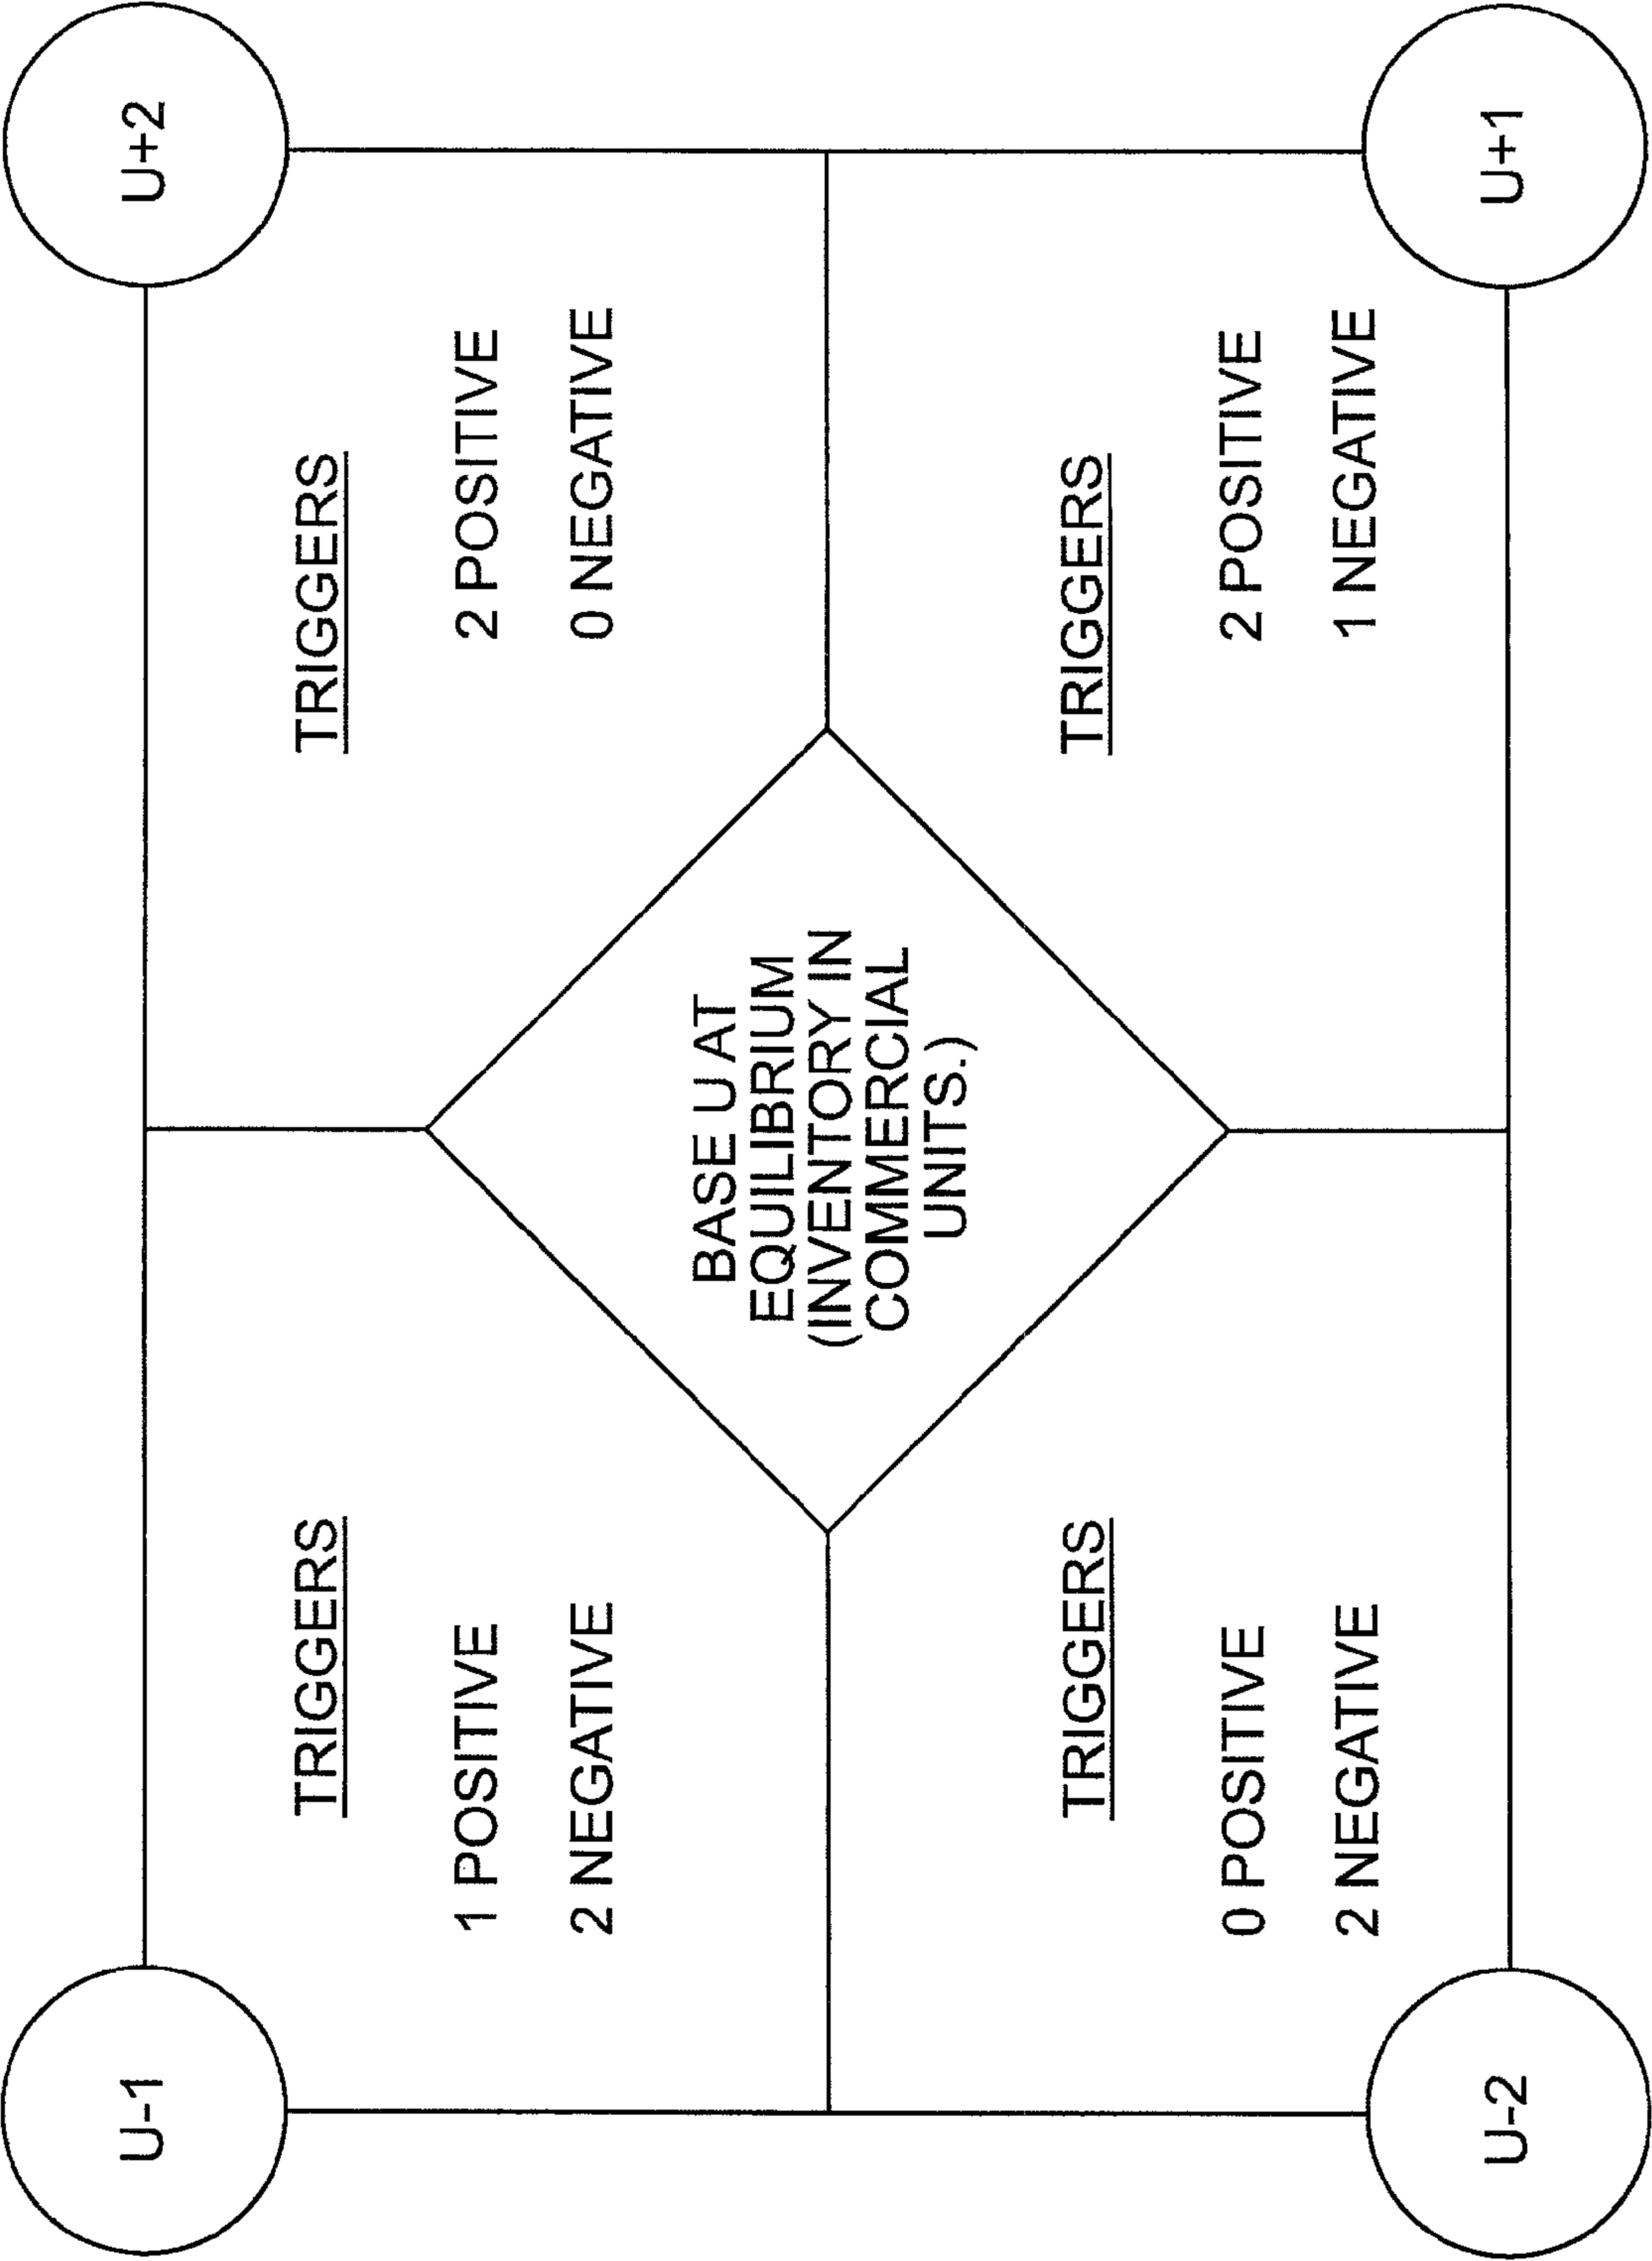 U-1
U+2
TRIGGERS
1 POSITIVE
2 NEGATIVE
TRIGGERS
2 POSITIVE
0 NEGATIVE
BASE U AT
EQUILIBRIUM
(INVENTORY IN
COMMERCIAL
UNITS.)
TRIGGERS
0 POSITIVE
2 NEGATIVE
TRIGGERS
2 POSITIVE
1 NEGATIVE
U-2
U+1